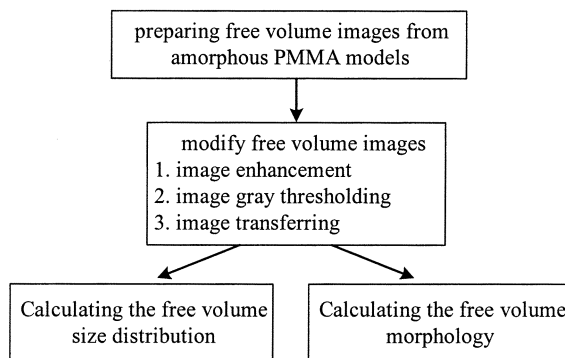 preparing free volume images from
amorphous PMMA models
modify free volume images
1. image enhancement
2. image gray thresholding
3. image transferring
Calculating the free volume
size distribution
Calculating the free volume
morphology